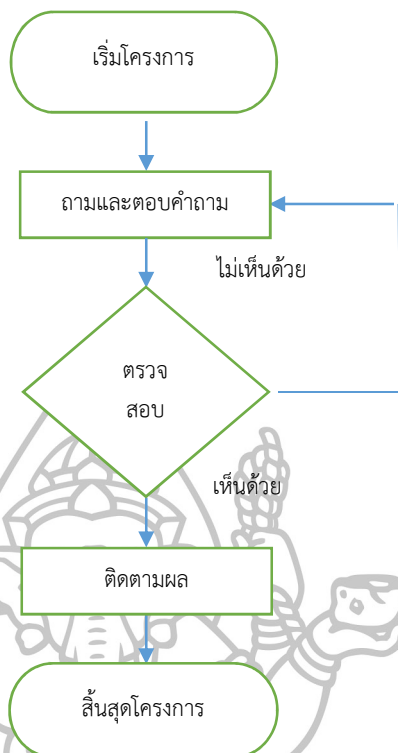 เริ่มโครงการ
ถามและตอบคำถาม
ไม่เห็นด้วย
ตรวจ
สอบ
เห็นด้วย
ติดตามผล
สิ้นสุดโครงการ